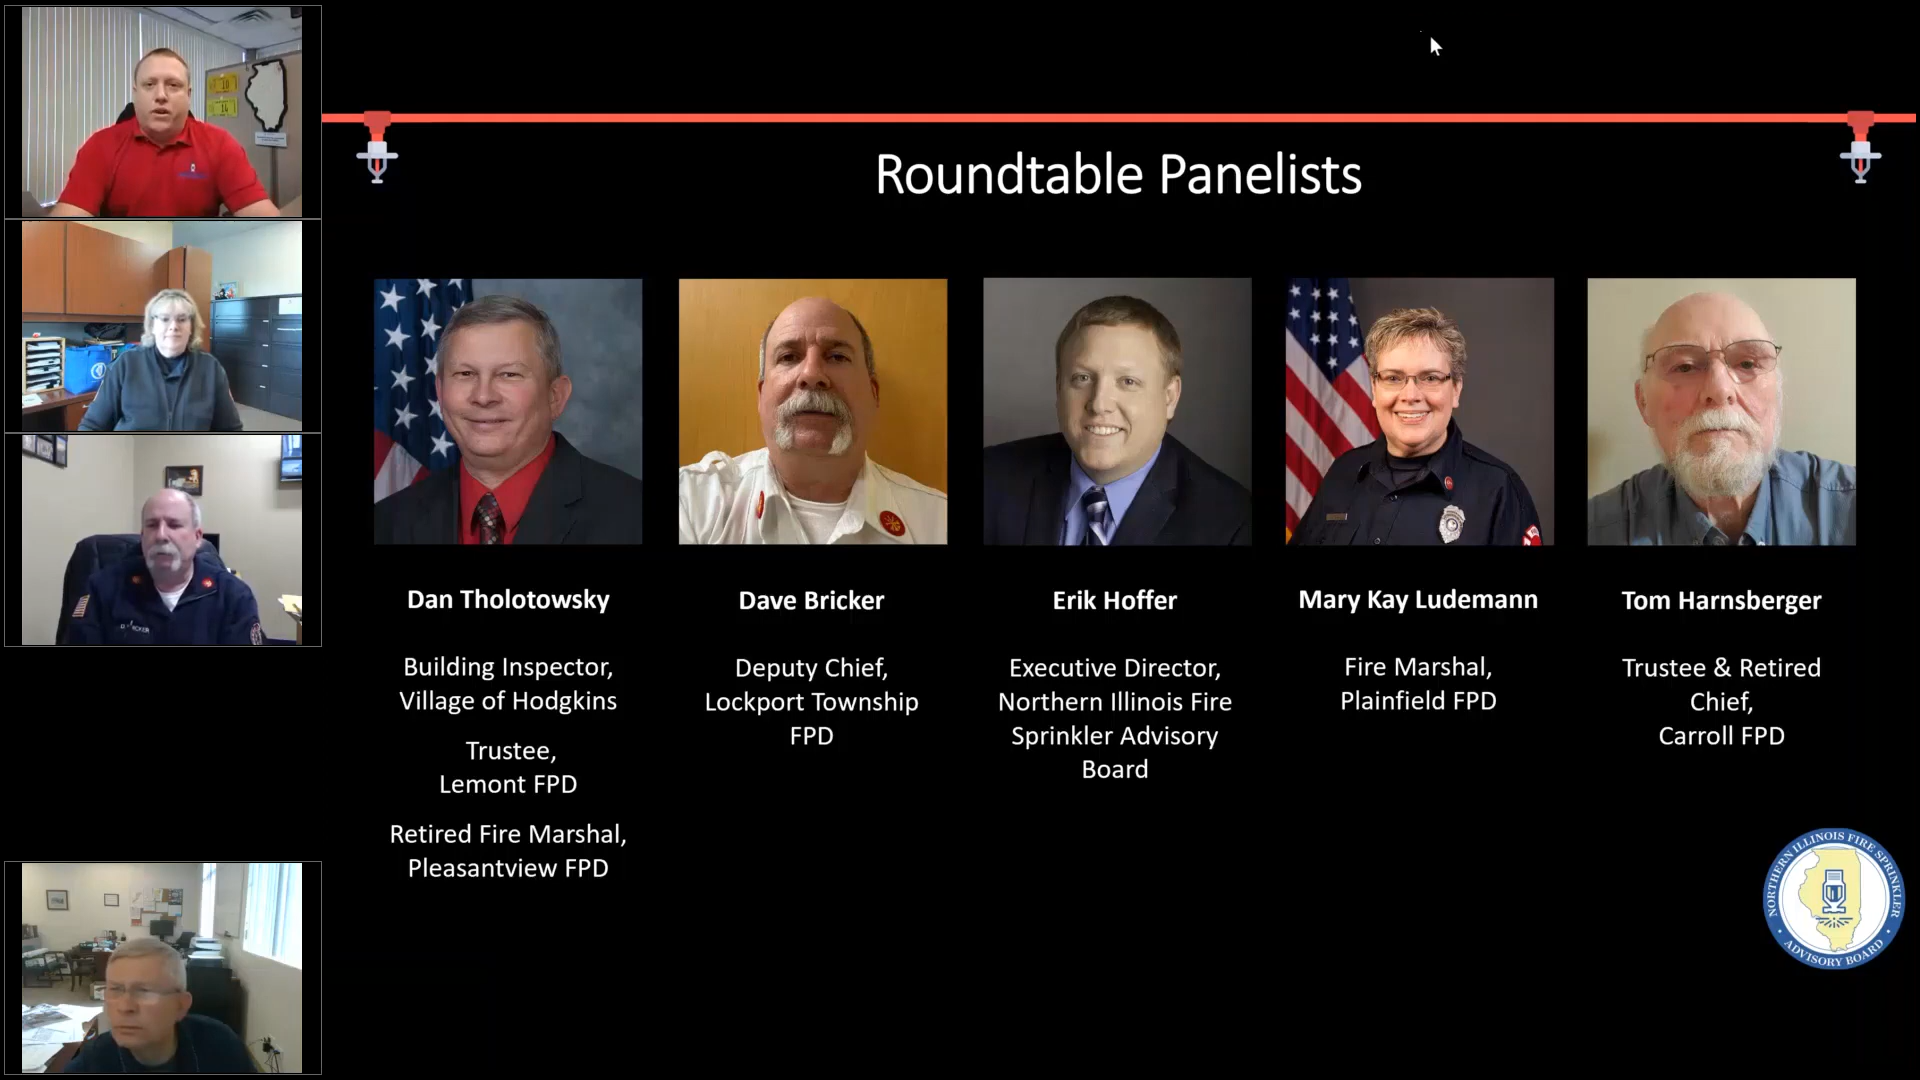 Roundtable Panelists
Dan Tholotowsky
Building Inspector,
Village of Hodgkins
Trustee,
Lemont FPD
Retired Fire Marshal,
Pleasantview FPD
Dave Bricker
Deputy Chief,
Lockport Township
FPD
Erik Hoffer
Executive Director,
Northern Illinois Fire
Sprinkler Advisory
Board
Mary Kay Ludemann
Fire Marshal,
Plainfield FPD
Tom Harnsberger
Trustee & Retired
Chief,
Carroll FPD
NORTHERN ILLINOIS FIRE SPRINKLER
ADVISORY BOARD